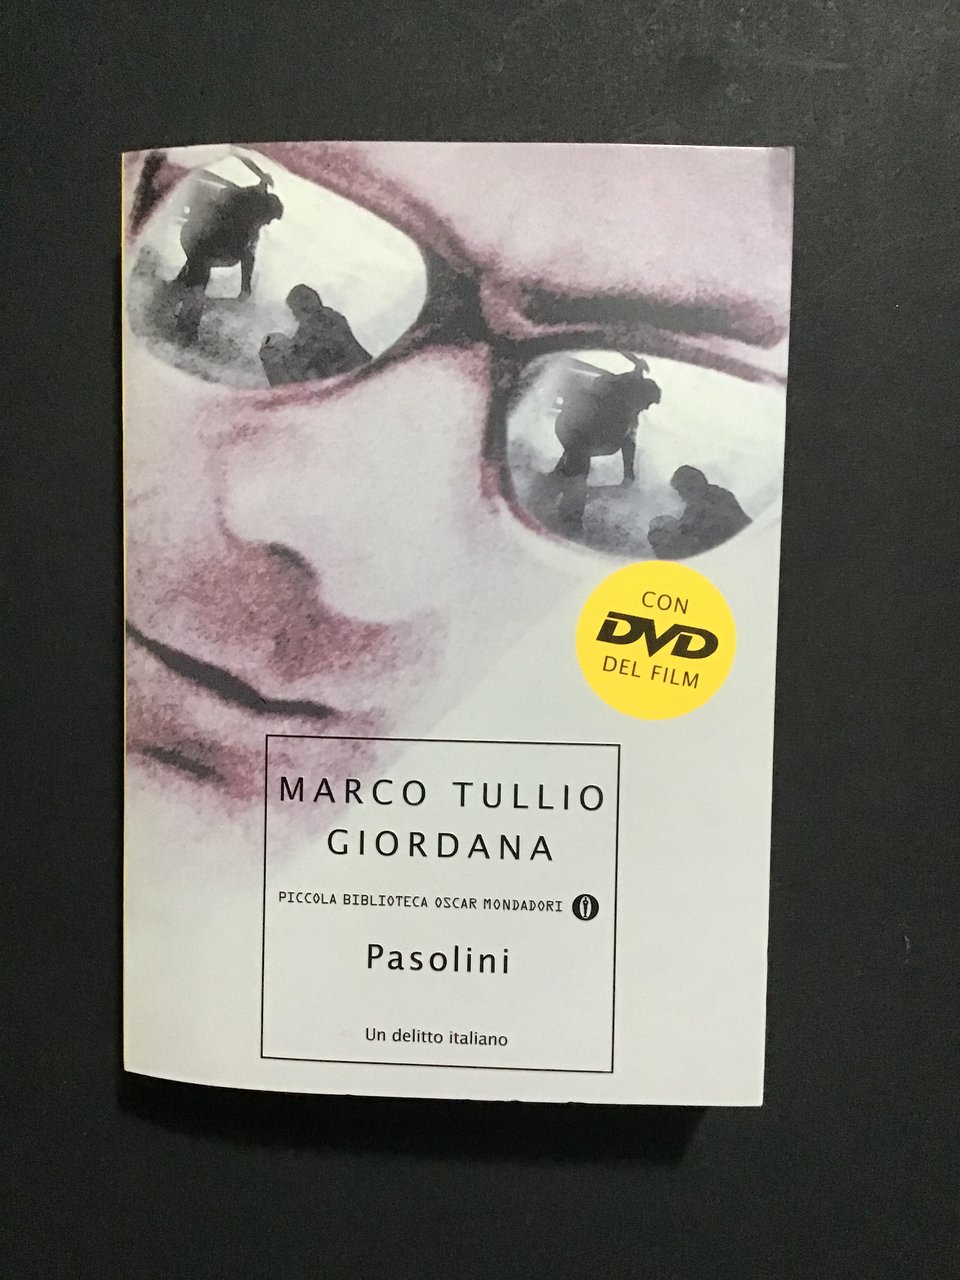 CON
DVD
DEL FILM
MARCO TULLIO
GIORDANA
PICCOLA BIBLIOTECA OSCAR MONDADORI
Pasolini
Un delitto italiano